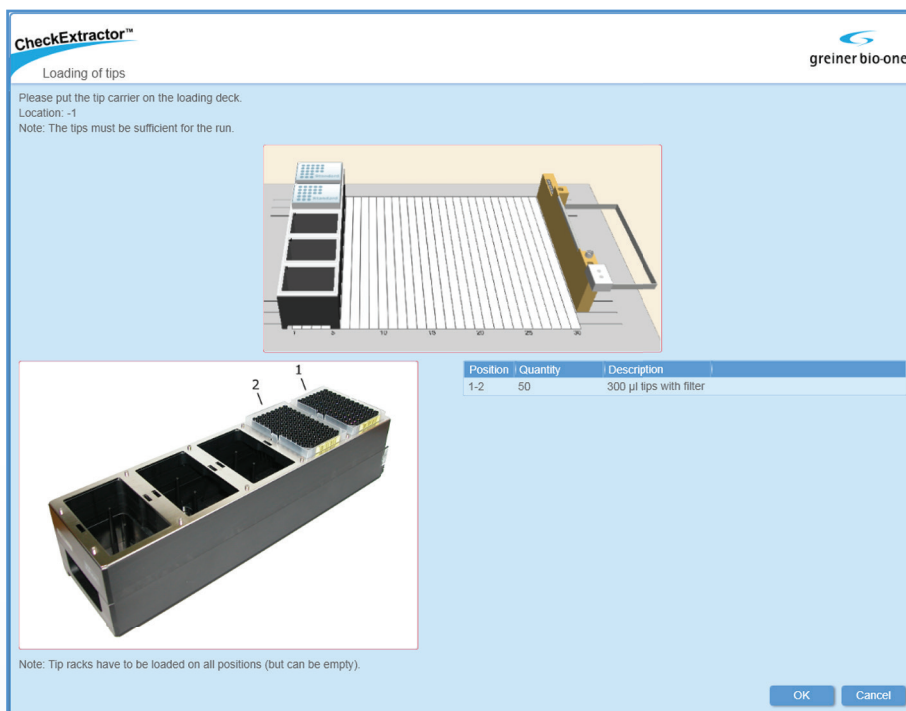 CheckExtractor™
greiner bio-one
Loading of tips
Please put the tip carrier on the loading deck.
Location: -1
Note: The tips must be sufficient for the run.
1 5 10 15 20 25 30
Position Quantity Description
1-2 50 300 µl tips with filter
2 1
Note: Tip racks have to be loaded on all positions (but can be empty).
OK Cancel